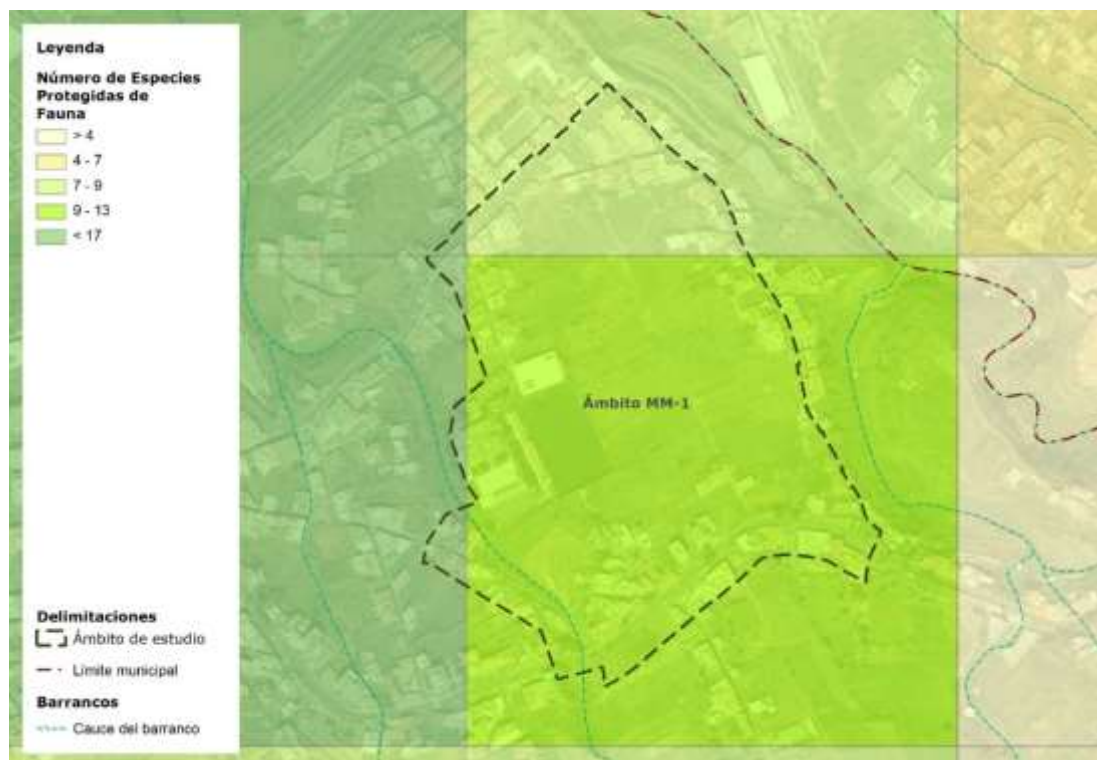 Leyenda
Número de Especies
Protegidas de
Fauna
> 4
4 - 7
7 - 9
9 - 13
< 17
Ámbito MM-1
Delimitaciones
Ámbito de estudio
Límite municipal
Barrancos
Cauce del barranco